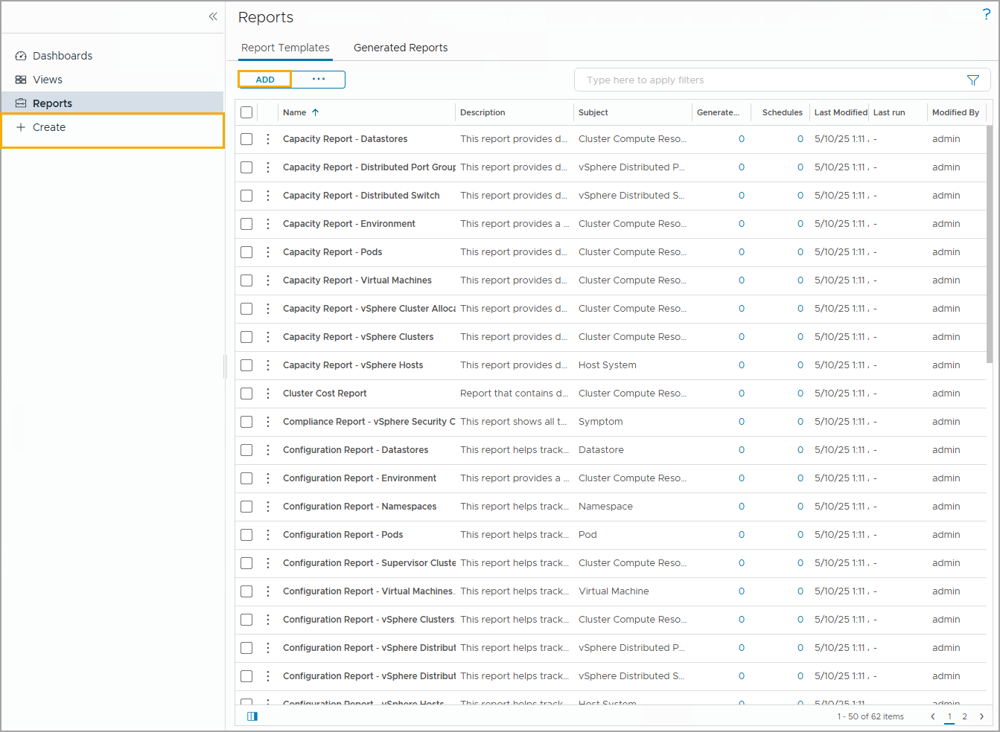 Reports
?
Dashboards
Views
Reports
Create
Report Templates Generated Reports
ADD
Type here to apply filters
Name Description Subject Generate... Schedules Last Modified Last run Modified By
Capacity Report - Datastores This report provides d... Cluster Compute Reso... 0 0 5/10/25 1:11 - admin
Capacity Report - Distributed Port Group This report provides d... vSphere Distributed P... 0 0 5/10/25 1:11 - admin
Capacity Report - Distributed Switch This report provides d... vSphere Distributed S... 0 0 5/10/25 1:11 - admin
Capacity Report - Environment This report provides a ... Cluster Compute Reso... 0 0 5/10/25 1:11 - admin
Capacity Report - Pods This report provides d... Cluster Compute Reso... 0 0 5/10/25 1:11 - admin
Capacity Report - Virtual Machines This report provides d... Cluster Compute Reso... 0 0 5/10/25 1:11 - admin
Capacity Report - vSphere Cluster Alloca This report provides d... Cluster Compute Reso... 0 0 5/10/25 1:11 - admin
Capacity Report - vSphere Clusters This report provides d... Cluster Compute Reso... 0 0 5/10/25 1:11 - admin
Capacity Report - vSphere Hosts This report provides d... Host System 0 0 5/10/25 1:11 - admin
Cluster Cost Report Report that contains d... Cluster Compute Reso... 0 0 5/10/25 1:11 - admin
Compliance Report - vSphere Security C This report shows all t... Symptom 0 0 5/10/25 1:11 - admin
Configuration Report - Datastores This report helps track... Datastore 0 0 5/10/25 1:11 - admin
Configuration Report - Environment This report provides a ... Cluster Compute Reso... 0 0 5/10/25 1:11 - admin
Configuration Report - Namespaces This report helps track... Namespace 0 0 5/10/25 1:11 - admin
Configuration Report - Pods This report helps track... Pod 0 0 5/10/25 1:11 - admin
Configuration Report - Supervisor Cluste This report helps track... Cluster Compute Reso... 0 0 5/10/25 1:11 - admin
Configuration Report - Virtual Machines... This report helps track... Virtual Machine 0 0 5/10/25 1:11 - admin
Configuration Report - vSphere Clusters. This report helps track... Cluster Compute Reso... 0 0 5/10/25 1:11 - admin
Configuration Report - vSphere Distribut This report helps track... vSphere Distributed P... 0 0 5/10/25 1:11 - admin
Configuration Report - vSphere Distribut This report helps track... vSphere Distributed S... 0 0 5/10/25 1:11 - admin
Configuration Report - vSphere Hosts This report helps track... Host System 0 0 5/10/25 1:11 - admin
1 - 50 of 62 items 1 2